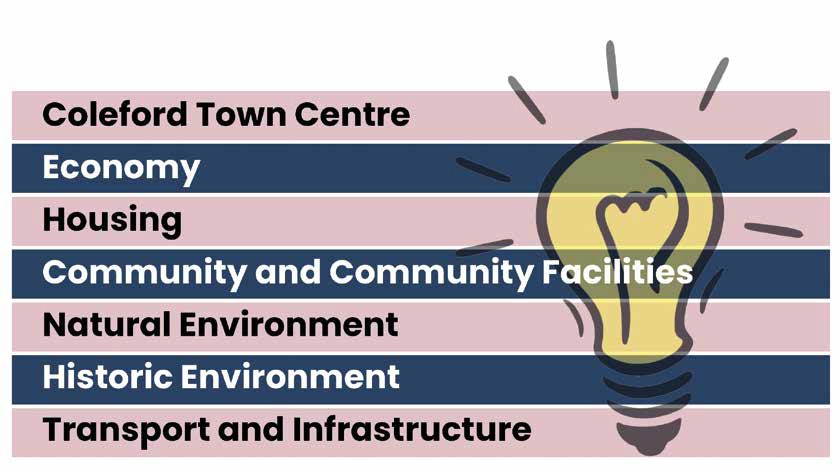 Coleford Town Centre
Economy
Housing
Community and Community Facilities
Natural Environment
Historic Environment
Transport and Infrastructure